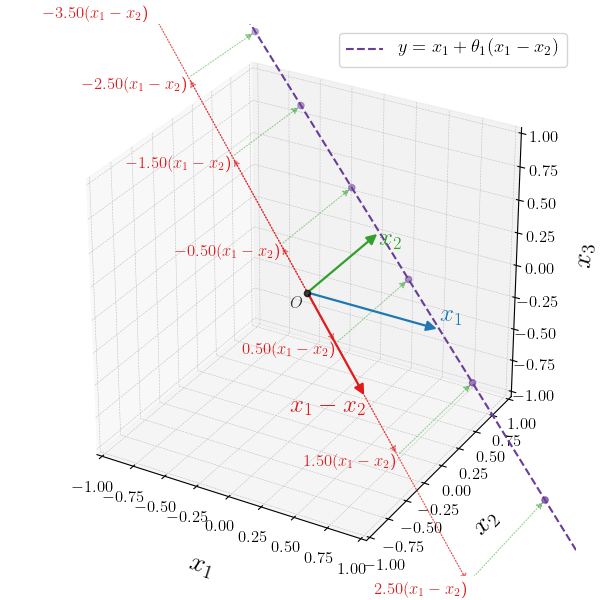 −3.50(x₁ − x₂)
y = x₁ + θ₁(x₁ − x₂)
−2.50(x₁ − x₂)
−1.50(x₁ − x₂)
−0.50(x₁ − x₂)
x₂
O
x₁
0.50(x₁ − x₂)
x₁ − x₂
1.50(x₁ − x₂)
2.50(x₁ − x₂)
1.00
0.75
0.50
0.25
0.00
−0.25
−0.50
−0.75
−1.00
x₃
1.00
0.75
0.50
0.25
0.00
−0.25
−0.50
−0.75
−1.00
x₂
−1.00
−0.75
−0.50
−0.25
0.00
0.25
0.50
0.75
1.00
x₁